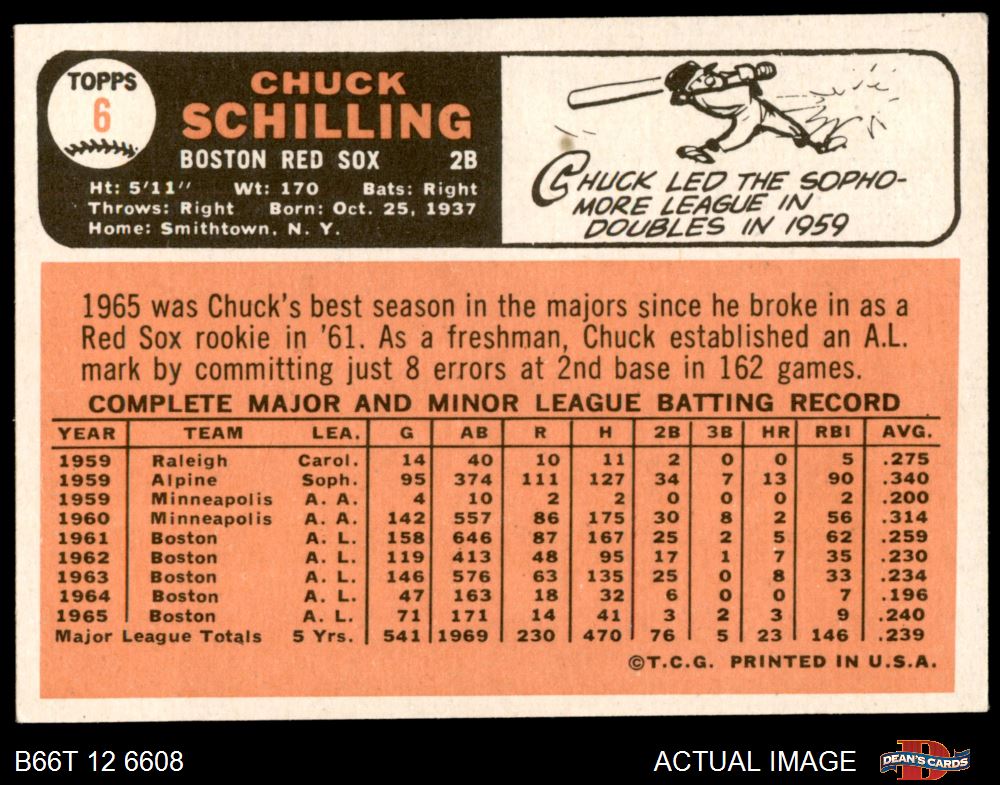 TOPPS
6
CHUCK
SCHILLING
BOSTON RED SOX 2B
Ht: 5'11" Wt: 170 Bats: Right
Throws: Right Born: Oct. 25, 1937
Home: Smithtown, N. Y.
CHUCK LED THE SOPHO-
MORE LEAGUE IN
DOUBLES IN 1959
1965 was Chuck's best season in the majors since he broke in as a
Red Sox rookie in '61. As a freshman, Chuck established an A.L.
mark by committing just 8 errors at 2nd base in 162 games.
COMPLETE MAJOR AND MINOR LEAGUE BATTING RECORD
YEAR TEAM LEA. G AB R H 2B 3B HR RBI AVG.
1959 Raleigh Carol. 14 40 10 11 2 0 0 5 .275
1959 Alpine Soph. 95 374 111 127 34 7 13 90 .340
1959 Minneapolis A. A. 4 10 2 2 0 0 0 2 .200
1960 Minneapolis A. A. 142 557 86 175 30 8 2 56 .314
1961 Boston A. L. 158 646 87 167 25 2 5 62 .259
1962 Boston A. L. 119 413 48 95 17 1 7 35 .230
1963 Boston A. L. 146 576 63 135 25 0 8 33 .234
1964 Boston A. L. 47 163 18 32 6 0 0 7 .196
1965 Boston A. L. 71 171 14 41 3 2 3 9 .240
Major League Totals 5 Yrs. 541 1969 230 470 76 5 23 146 .239
©T.C.G. PRINTED IN U.S.A.
B66T 12 6608 ACTUAL IMAGE DEAN'S CARDS